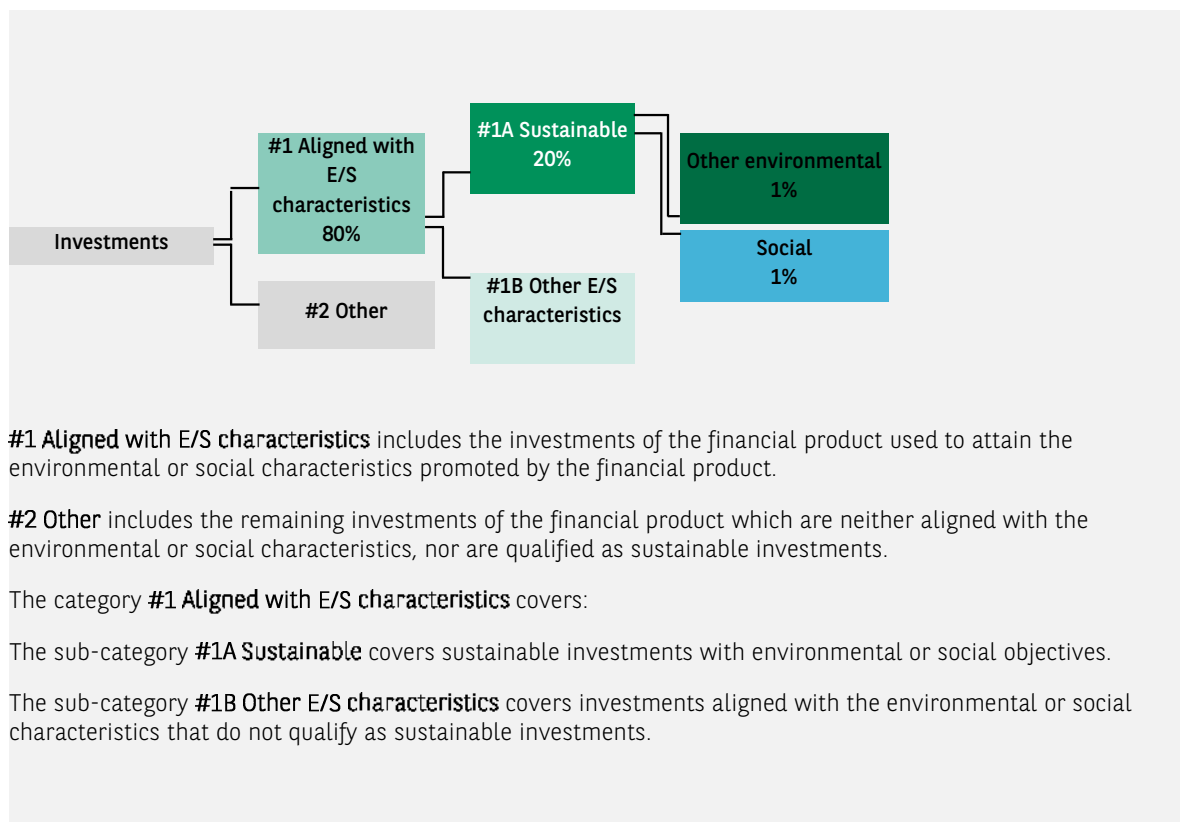 #1A Sustainable
20%
#1 Aligned with
E/S
characteristics
80%
Other environmental
1%
Investments
Social
1%
#2 Other
#1B Other E/S
characteristics
#1 Aligned with E/S characteristics includes the investments of the financial product used to attain the
environmental or social characteristics promoted by the financial product.
#2 Other includes the remaining investments of the financial product which are neither aligned with the
environmental or social characteristics, nor are qualified as sustainable investments.
The category #1 Aligned with E/S characteristics covers:
The sub-category #1A Sustainable covers sustainable investments with environmental or social objectives.
The sub-category #1B Other E/S characteristics covers investments aligned with the environmental or social
characteristics that do not qualify as sustainable investments.